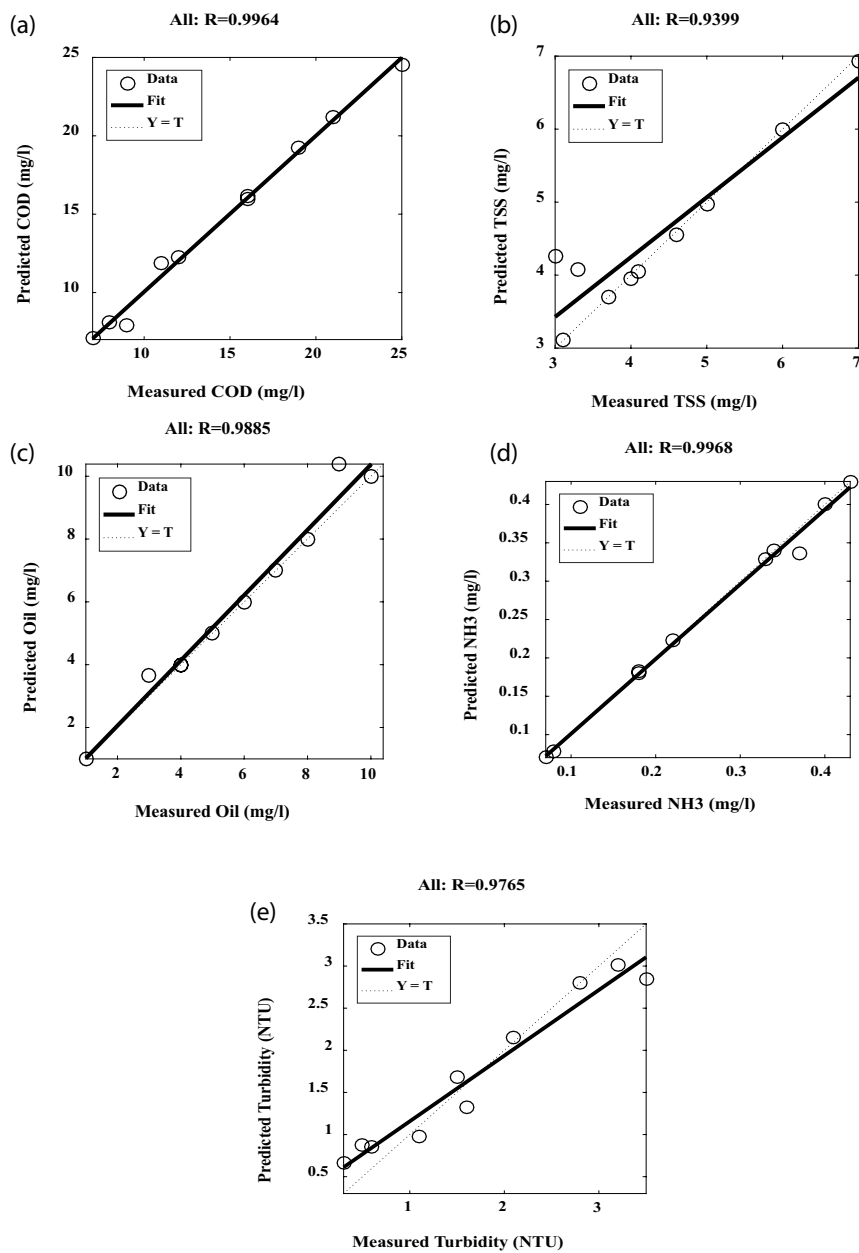 (a)
All: R=0.9964
25
20
15
10
Data
Fit
Y = T
Predicted COD (mg/l)
10 15 20 25
Measured COD (mg/l)
(b)
All: R=0.9399
7
6
5
4
3
Data
Fit
Y = T
Predicted TSS (mg/l)
3 4 5 6 7
Measured TSS (mg/l)
(c)
All: R=0.9885
10
8
6
4
2
Data
Fit
Y = T
Predicted Oil (mg/l)
2 4 6 8 10
Measured Oil (mg/l)
(d)
All: R=0.9968
0.4
0.35
0.3
0.25
0.2
0.15
0.1
Data
Fit
Y = T
Predicted NH3 (mg/l)
0.1 0.2 0.3 0.4
Measured NH3 (mg/l)
(e)
All: R=0.9765
3.5
3
2.5
2
1.5
1
0.5
Data
Fit
Y = T
Predicted Turbidity (NTU)
1 2 3
Measured Turbidity (NTU)